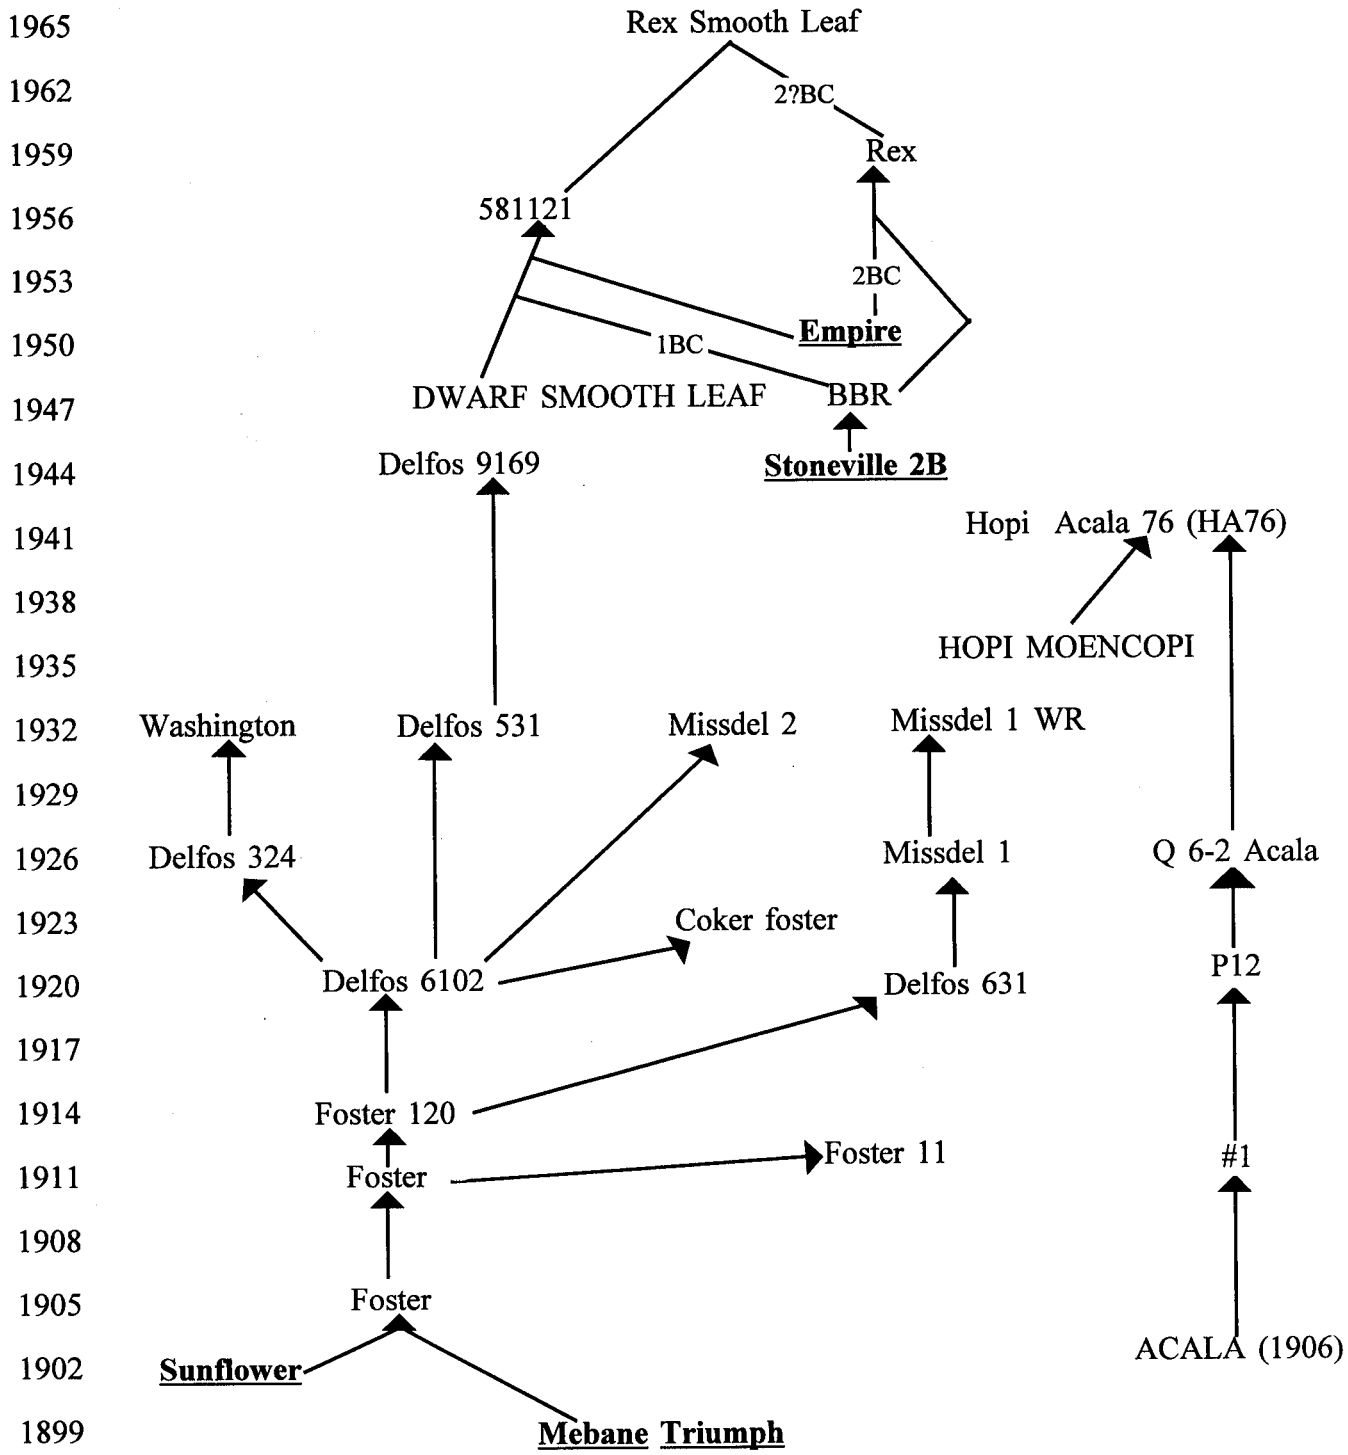 1965 Rex Smooth Leaf
1962 2?BC
1959 Rex
1956 581121
1953 2BC
Empire
1950 1BC
1947 DWARF SMOOTH LEAF BBR
1944 Delfos 9169 Stoneville 2B
1941 Hopi Acala 76 (HA76)
1938
HOPI MOENCOPI
1935
1932 Washington Delfos 531 Missdel 2 Missdel 1 WR
1929
1926 Delfos 324 Missdel 1 Q 6-2 Acala
1923 Coker foster
P12
1920 Delfos 6102 Delfos 631
1917
1914 Foster 120
Foster 11 #1
1911 Foster
1908
1905 Foster
ACALA (1906)
1902 Sunflower
1899 Mebane Triumph